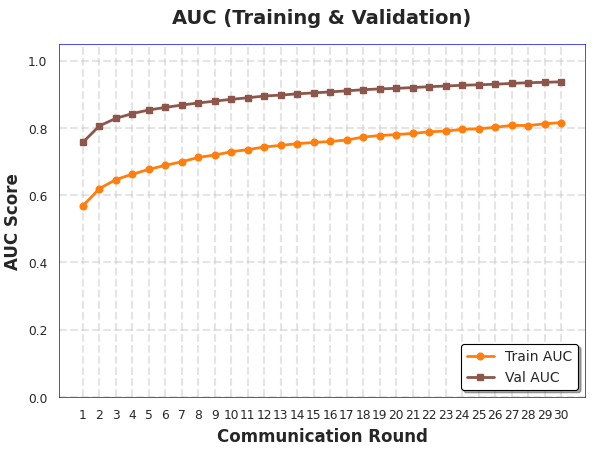 AUC (Training & Validation)
AUC Score
1.0
0.8
0.6
0.4
0.2
0.0
Train AUC
Val AUC
1 2 3 4 5 6 7 8 9 10 11 12 13 14 15 16 17 18 19 20 21 22 23 24 25 26 27 28 29 30
Communication Round